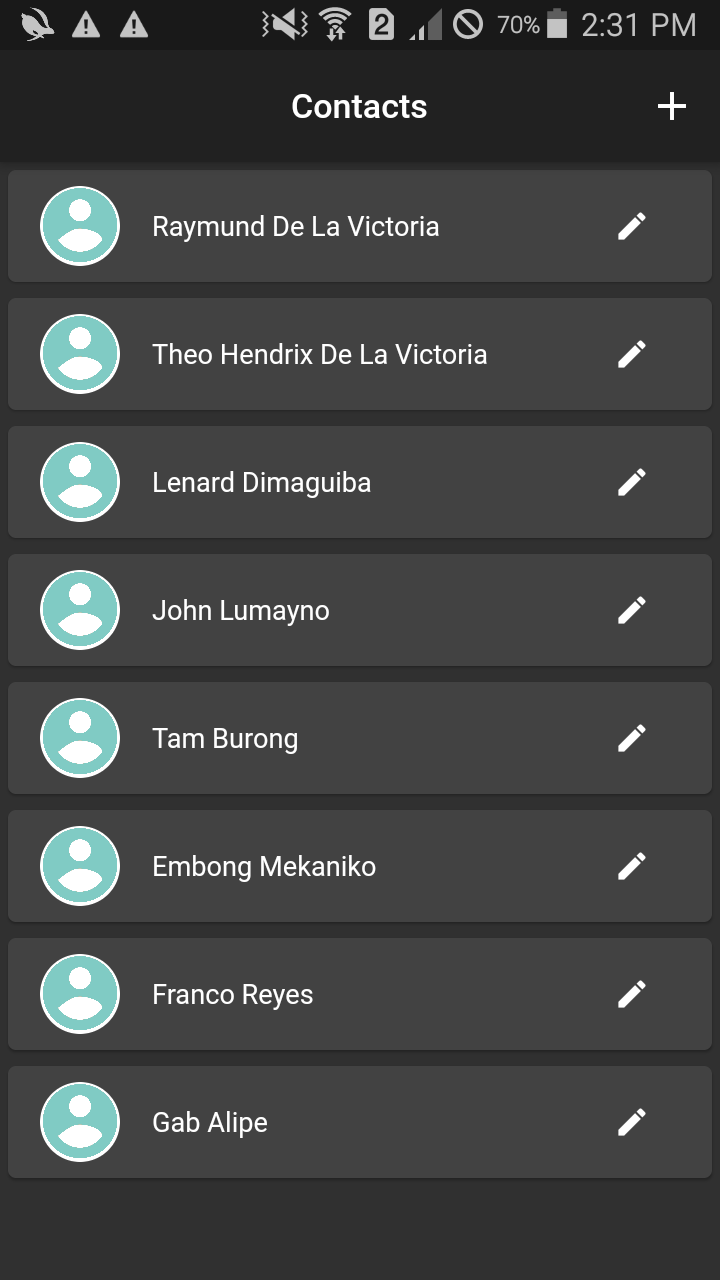 2 70% 2:31 PM
Contacts
Raymund De La Victoria
Theo Hendrix De La Victoria
Lenard Dimaguiba
John Lumayno
Tam Burong
Embong Mekaniko
Franco Reyes
Gab Alipe